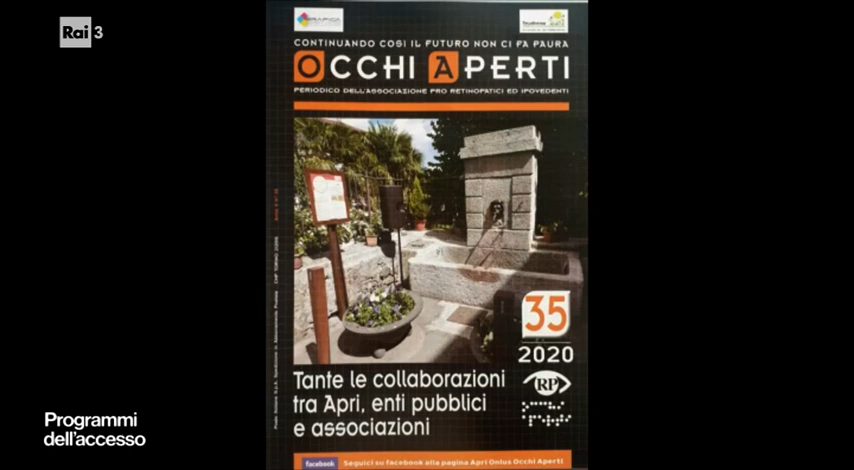 Rai 3
CONTINUANDO COSÌ IL FUTURO NON CI FA PAURA
OCCHI APERTI
PERIODICO DELL'ASSOCIAZIONE PRO RETINOPATICI ED IPOVEDENTI
35
2020
RP
Tante le collaborazioni
tra Apri, enti pubblici
e associazioni
facebook Seguici su facebook alla pagina Apri Onlus Occhi Aperti
Programmi
dell'accesso